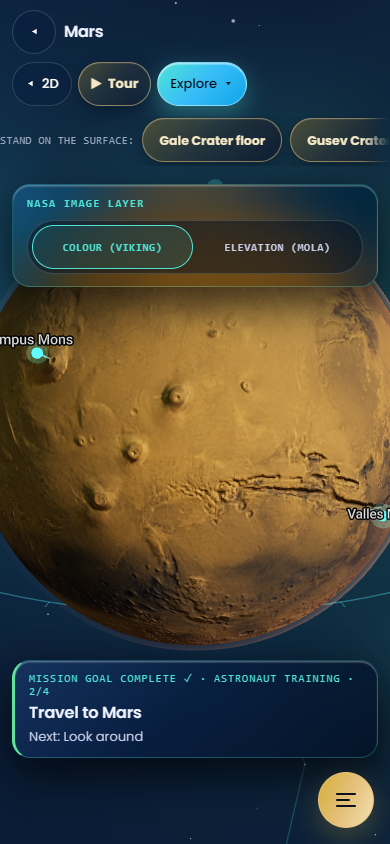 Mars
2D
Tour
Explore
STAND ON THE SURFACE:
Gale Crater floor
Gusev Crate
NASA IMAGE LAYER
COLOUR (VIKING)
ELEVATION (MOLA)
mpus Mons
Valles
MISSION GOAL COMPLETE ✓ · ASTRONAUT TRAINING ·
2/4
Travel to Mars
Next: Look around